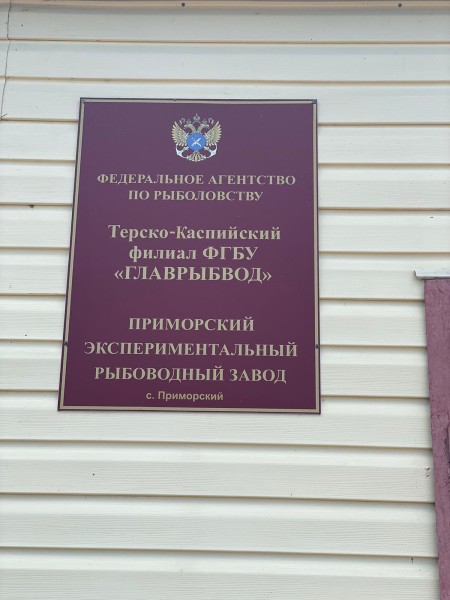 ФЕДЕРАЛЬНОЕ АГЕНТСТВО
ПО РЫБОЛОВСТВУ
Терско-Каспийский
филиал ФГБУ
«ГЛАВРЫБВОД»
ПРИМОРСКИЙ
ЭКСПЕРИМЕНТАЛЬНЫЙ
РЫБОВОДНЫЙ ЗАВОД
с. Приморский